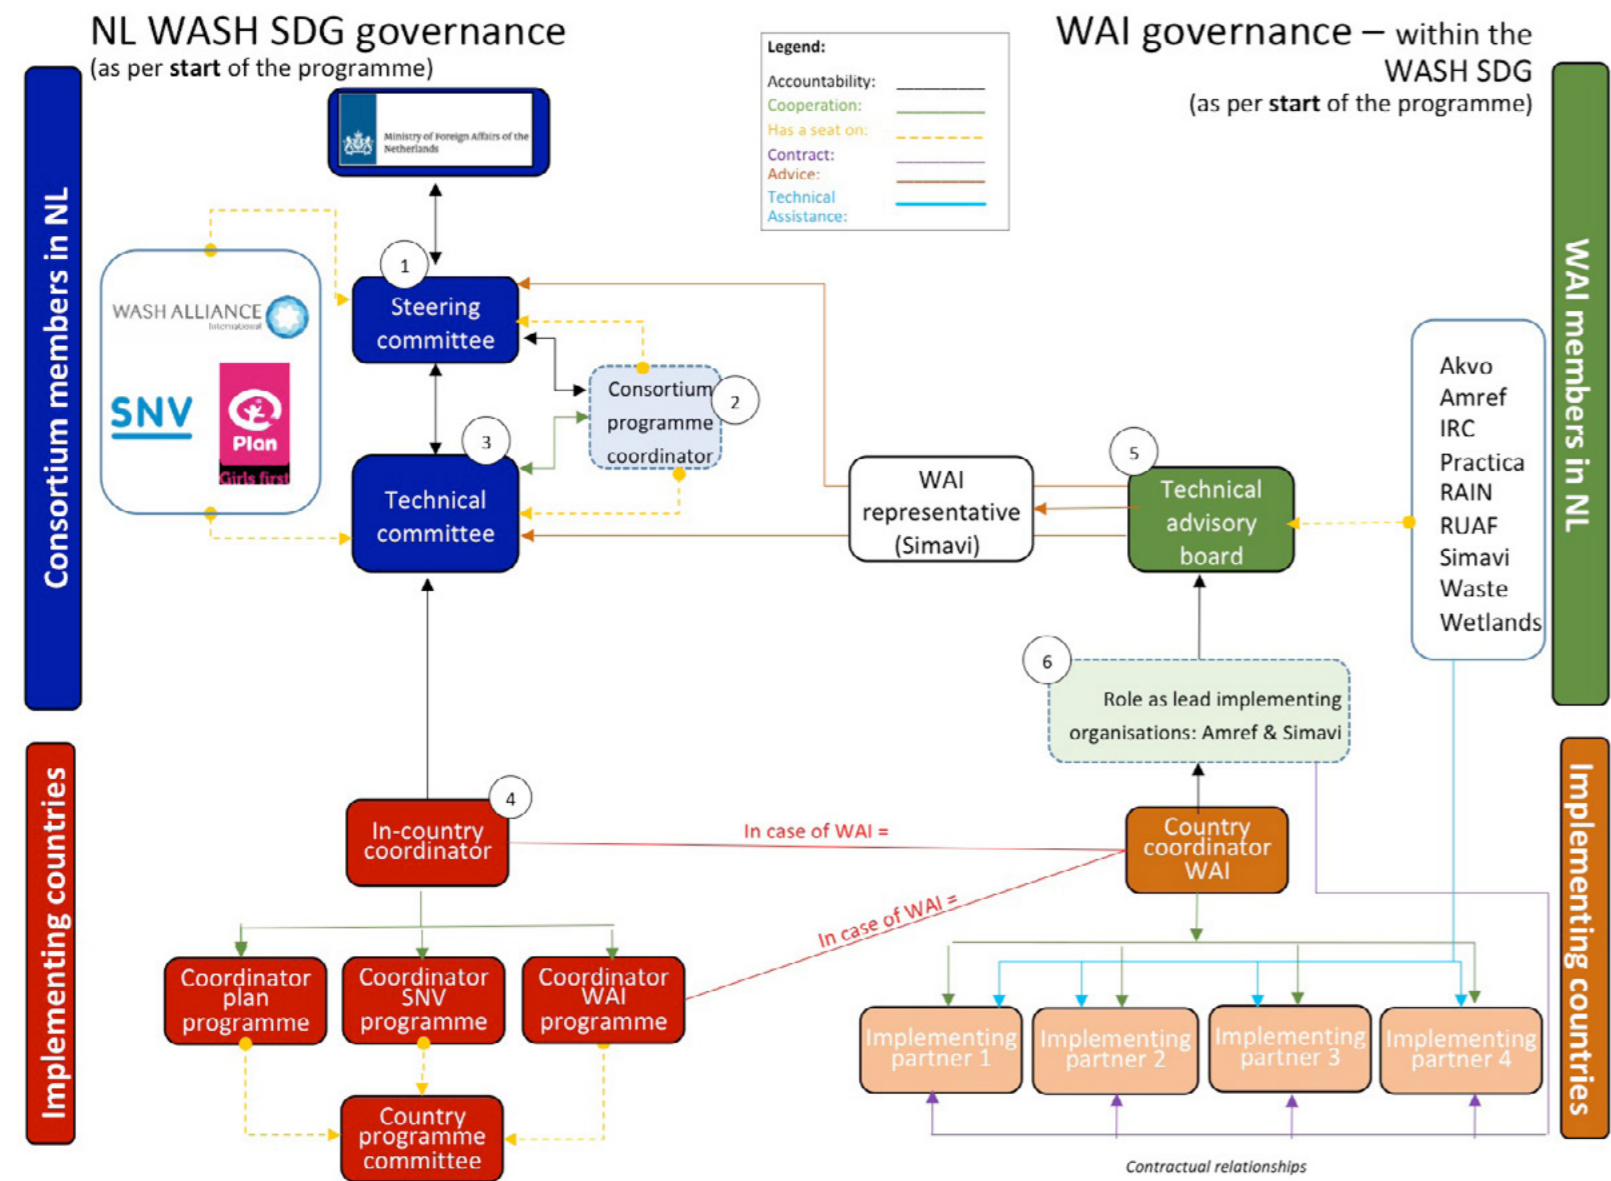 NL WASH SDG governance
(as per start of the programme)
WAI governance – within the
WASH SDG
(as per start of the programme)
Legend:
Accountability:
Cooperation:
Has a seat on:
Contract:
Advice:
Technical
Assistance:
Consortium members in NL
Ministry of Foreign Affairs of the
Netherlands
WASH ALLIANCE
International
SNV
Plan
Girls first
1
Steering
committee
Consortium
programme
coordinator
2
3
Technical
committee
WAI
representative
(Simavi)
5
Technical
advisory
board
Akvo
Amref
IRC
Practica
RAIN
RUAF
Simavi
Waste
Wetlands
WAI members in NL
6
Role as lead implementing
organisations: Amref & Simavi
Implementing countries
4
In-country
coordinator
In case of WAI =
In case of WAI =
Country
coordinator
WAI
Coordinator
plan
programme
Coordinator
SNV
programme
Coordinator
WAI
programme
Country
programme
committee
Implementing
partner 1
Implementing
partner 2
Implementing
partner 3
Implementing
partner 4
Contractual relationships
Implementing countries